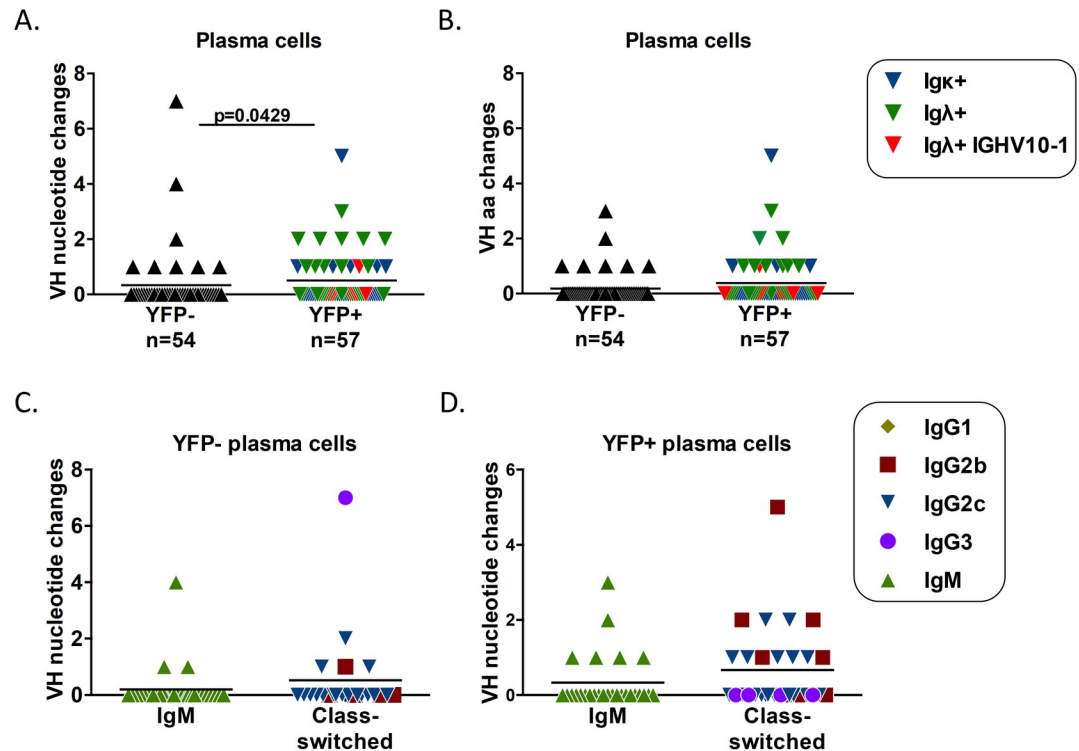 A.
Plasma cells
VH nucleotide changes
8
6
4
2
0
p=0.0429
YFP-
n=54
YFP+
n=57
B.
Plasma cells
VH aa changes
8
6
4
2
0
YFP-
n=54
YFP+
n=57
Igκ+
Igλ+
Igλ+ IGHV10-1
C.
YFP- plasma cells
VH nucleotide changes
8
6
4
2
0
IgM
Class-
switched
D.
YFP+ plasma cells
VH nucleotide changes
6
4
2
0
IgM
Class-
switched
IgG1
IgG2b
IgG2c
IgG3
IgM